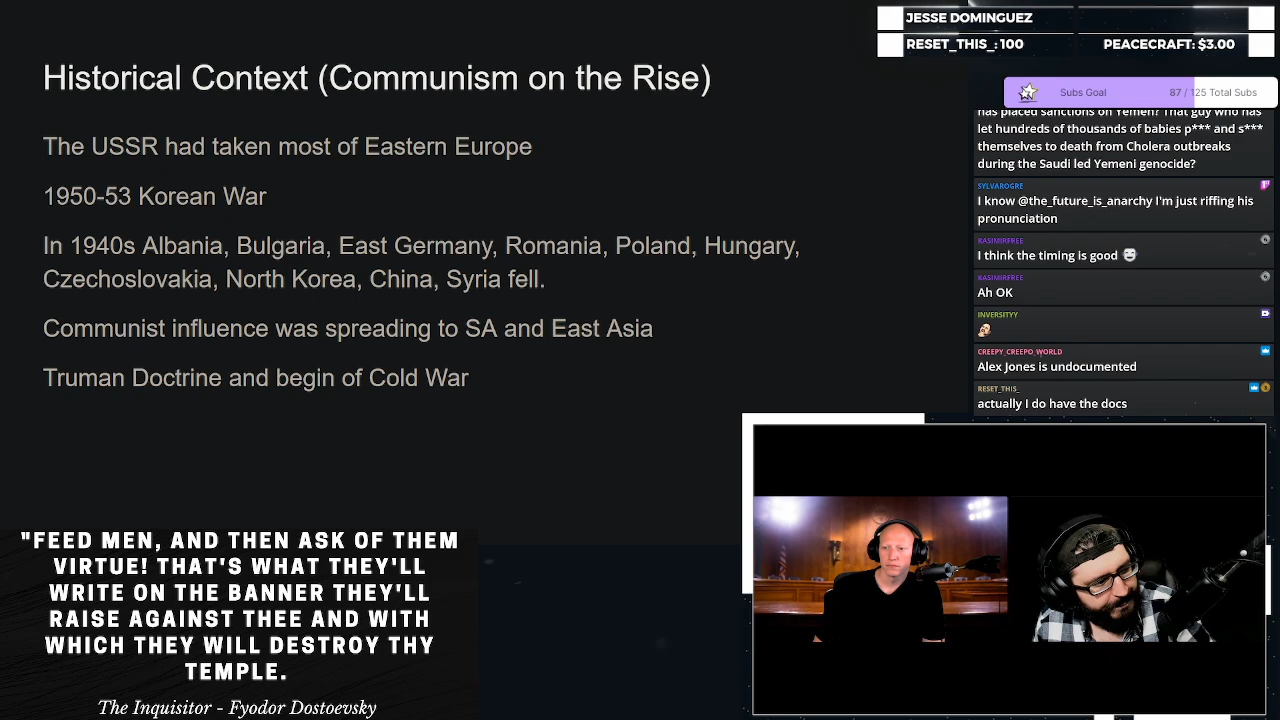 Historical Context (Communism on the Rise)
The USSR had taken most of Eastern Europe
1950-53 Korean War
In 1940s Albania, Bulgaria, East Germany, Romania, Poland, Hungary,
Czechoslovakia, North Korea, China, Syria fell.
Communist influence was spreading to SA and East Asia
Truman Doctrine and begin of Cold War
"FEED MEN, AND THEN ASK OF THEM
VIRTUE! THAT'S WHAT THEY'LL
WRITE ON THE BANNER THEY'LL
RAISE AGAINST THEE AND WITH
WHICH THEY WILL DESTROY THY
TEMPLE.
The Inquisitor - Fyodor Dostoevsky
JESSE DOMINGUEZ
RESET_THIS_: 100 PEACECRAFT: $3.00
Subs Goal 87 / 125 Total Subs
has placed sanctions on Yemen? That guy who has
let hundreds of thousands of babies p*** and s***
themselves to death from Cholera outbreaks
during the Saudi led Yemeni genocide?
SYLVAROGRE
I know @the_future_is_anarchy I'm just riffing his
pronunciation
KASIMIRFREE
I think the timing is good
KASIMIRFREE
Ah OK
INVERSITYY
CREEPY_CREEPO_WORLD
Alex Jones is undocumented
RESET_THIS_
actually I do have the docs